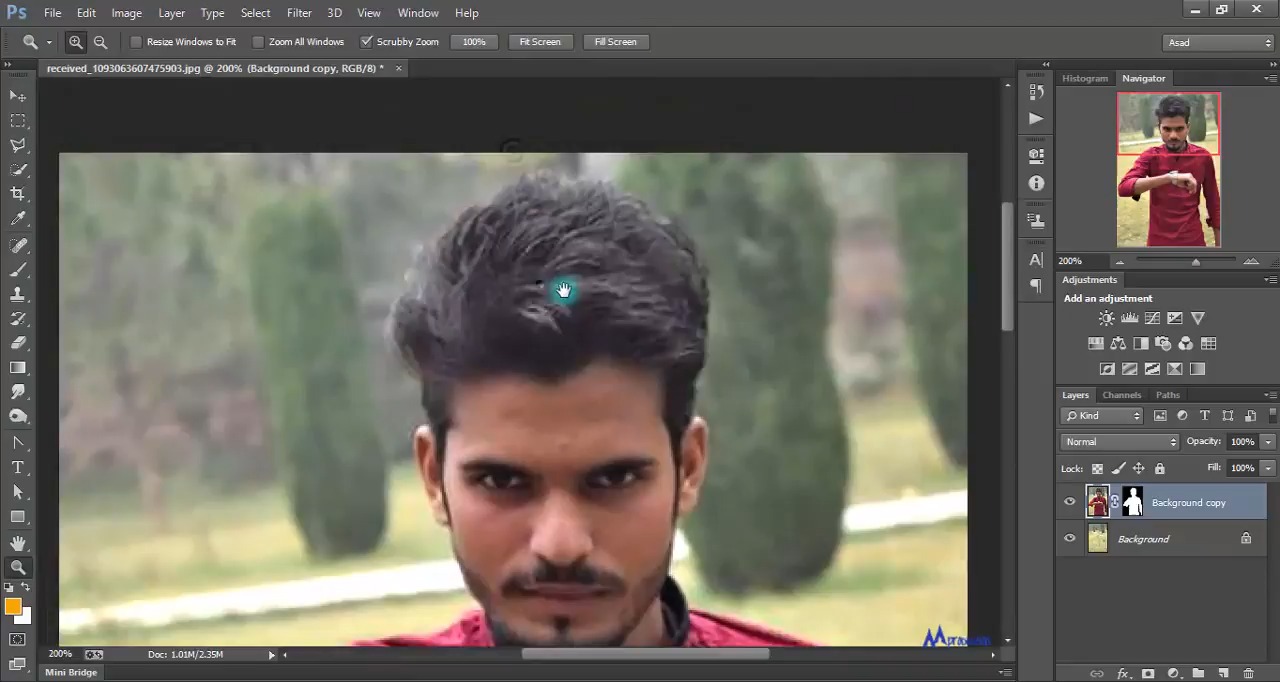 Ps File Edit Image Layer Type Select Filter 3D View Window Help
Resize Windows to Fit Zoom All Windows Scrubby Zoom 100% Fit Screen Fill Screen Asad
received_1093063607475903.jpg @ 200% (Background copy, RGB/8) * ×
Histogram Navigator
200%
Adjustments
Add an adjustment
Layers Channels Paths
Kind
Normal Opacity: 100%
Lock: Fill: 100%
Background copy
Background
200% Doc: 1.01M/2.35M
Mini Bridge